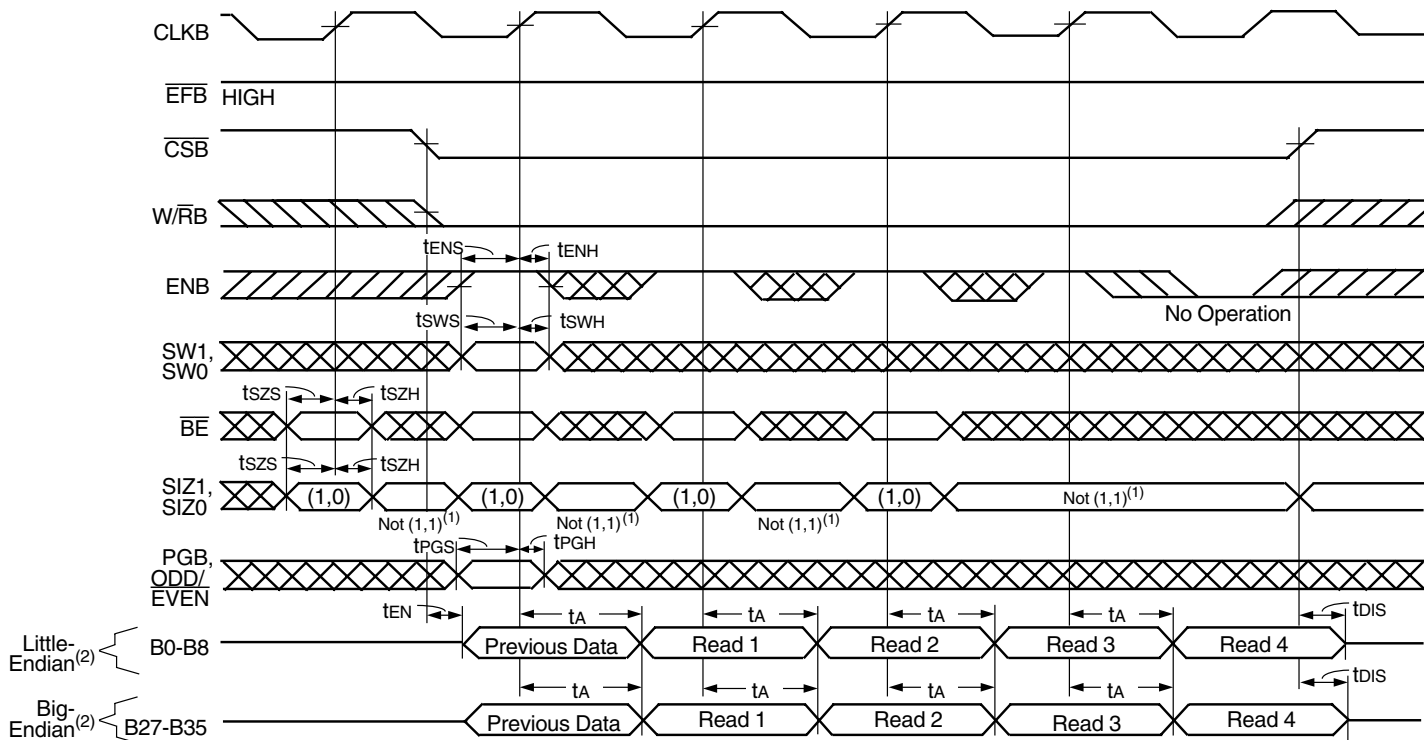 CLKB
EFB HIGH
CSB
W/RB
tENS tENH
ENB
No Operation
tSWS tSWH
SW1,
SW0
tSZS tSZH
BE
tSZS tSZH
SIZ1,
SIZ0
(1,0) (1,0) (1,0) (1,0) Not (1,1)(1)
Not (1,1)(1) Not (1,1)(1) Not (1,1)(1)
tPGS tPGH
PGB,
ODD/
EVEN
tEN tA tA tA tA tDIS
Little-
Endian(2)
B0-B8 Previous Data Read 1 Read 2 Read 3 Read 4
tA tA tA tA tDIS
Big-
Endian(2)
B27-B35 Previous Data Read 1 Read 2 Read 3 Read 4